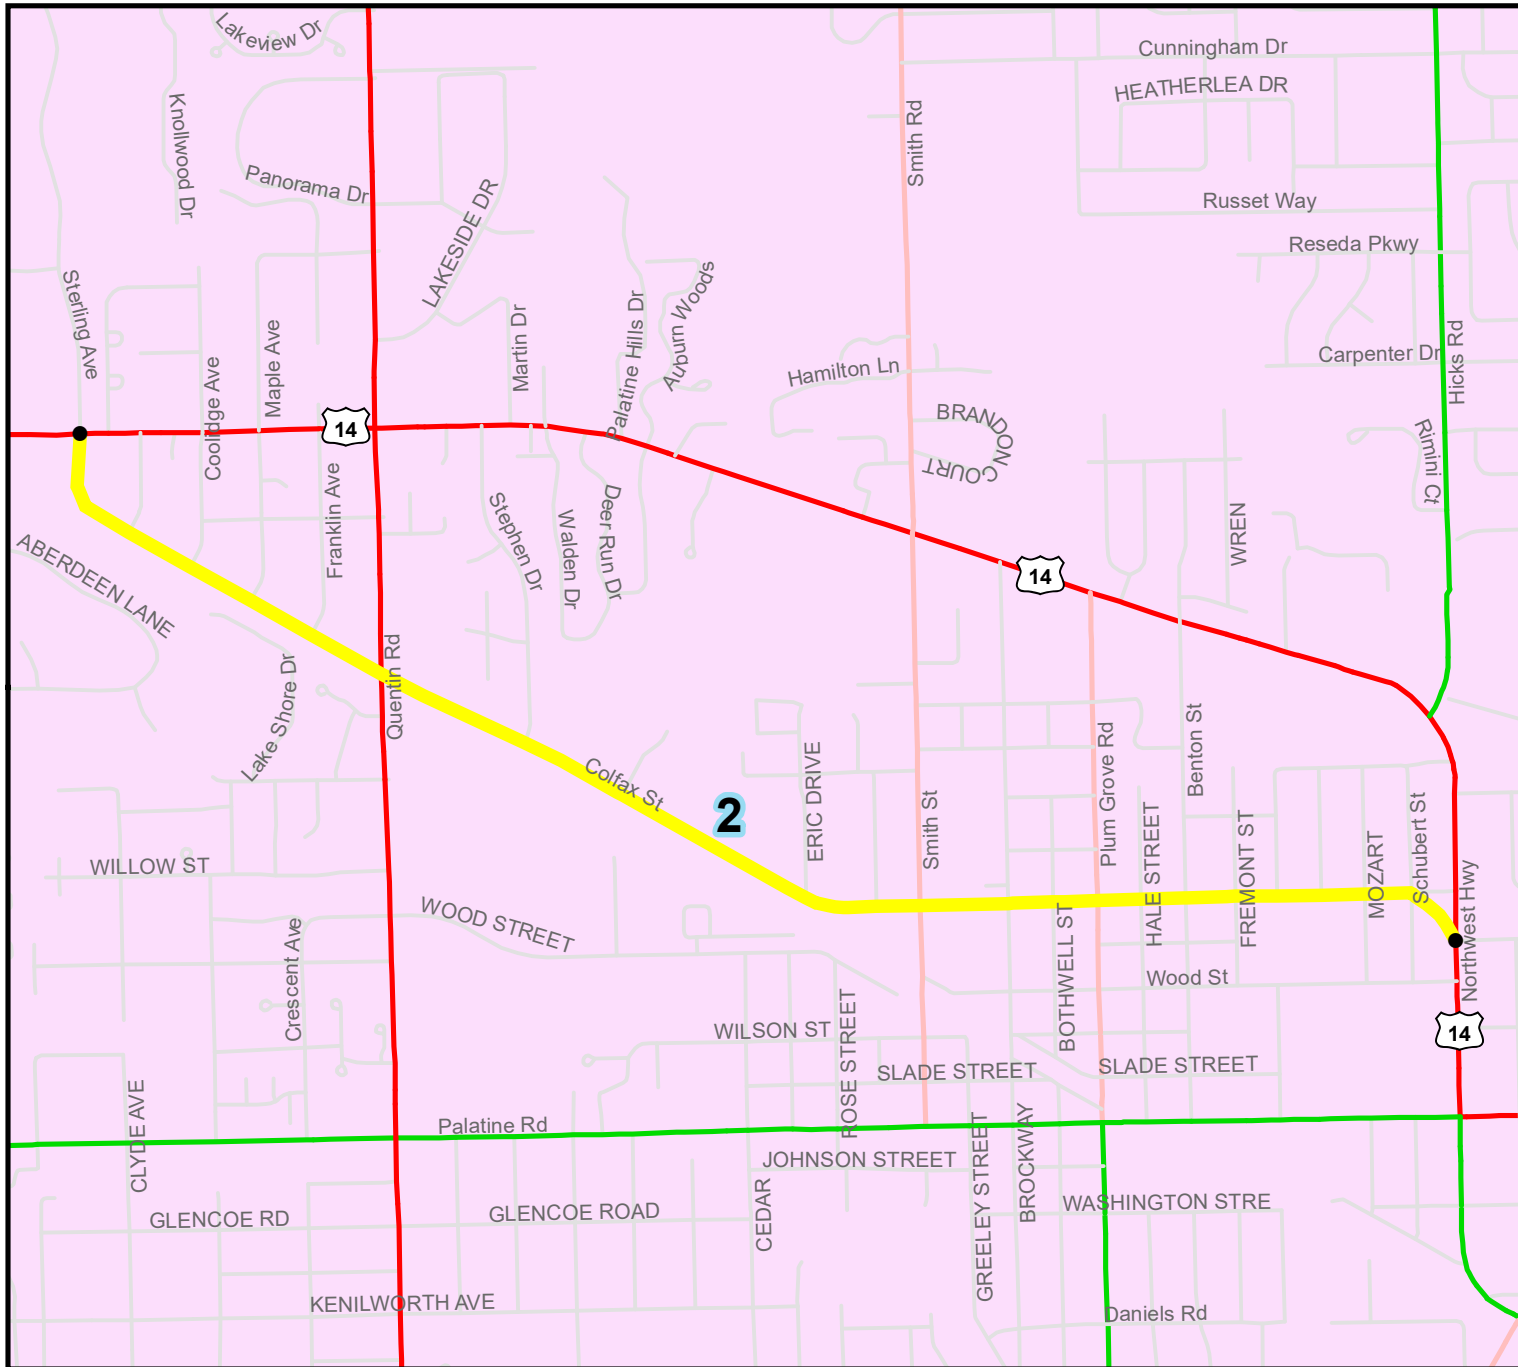 Lakeview Dr
Cunningham Dr
HEATHERLEA DR
Knollwood Dr
Smith Rd
Panorama Dr
LAKESIDE DR
Russet Way
Reseda Pkwy
Sterling Ave
Auburn Woods
Palatine Hills Dr
Martin Dr
Maple Ave
Coolidge Ave
Hicks Rd
Carpenter Dr
Hamilton Ln
BRANDON
COURT
14
Rimini Ct
Franklin Ave
Stephen Dr
Walden Dr
Deer Run Dr
WREN
14
ABERDEEN LANE
Lake Shore Dr
Quentin Rd
Colfax St
2
ERIC DRIVE
Smith St
Plum Grove Rd
Benton St
HALE STREET
FREMONT ST
MOZART
Schubert St
Northwest Hwy
WILLOW ST
WOOD STREET
Crescent Ave
BOTHWELL ST
Wood St
WILSON ST
ROSE STREET
SLADE STREET
SLADE STREET
14
CLYDE AVE
Palatine Rd
JOHNSON STREET
GREELEY STREET
BROCKWAY
WASHINGTON STRE
GLENCOE RD
GLENCOE ROAD
CEDAR
KENILWORTH AVE
Daniels Rd